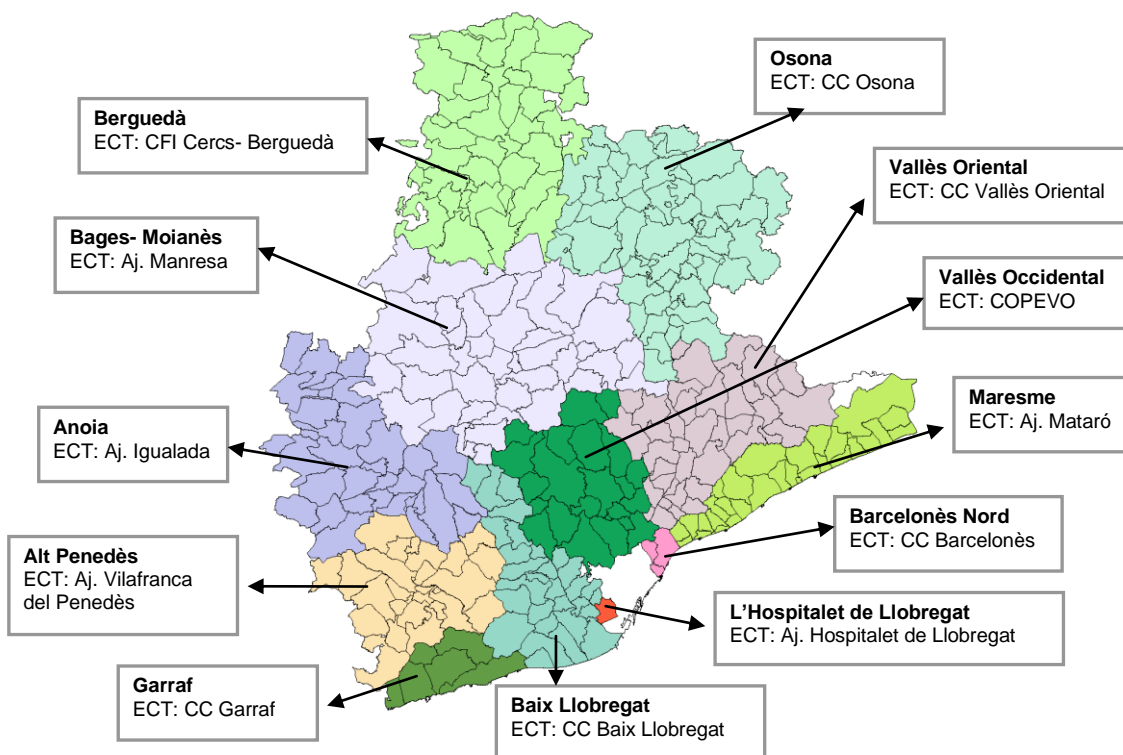 Osona
ECT: CC Osona
Berguedà
ECT: CFI Cercs- Berguedà
Vallès Oriental
ECT: CC Vallès Oriental
Bages- Moianès
ECT: Aj. Manresa
Vallès Occidental
ECT: COPEVO
Maresme
ECT: Aj. Mataró
Anoia
ECT: Aj. Igualada
Barcelonès Nord
ECT: CC Barcelonès
Alt Penedès
ECT: Aj. Vilafranca
del Penedès
L’Hospitalet de Llobregat
ECT: Aj. Hospitalet de Llobregat
Garraf
ECT: CC Garraf
Baix Llobregat
ECT: CC Baix Llobregat